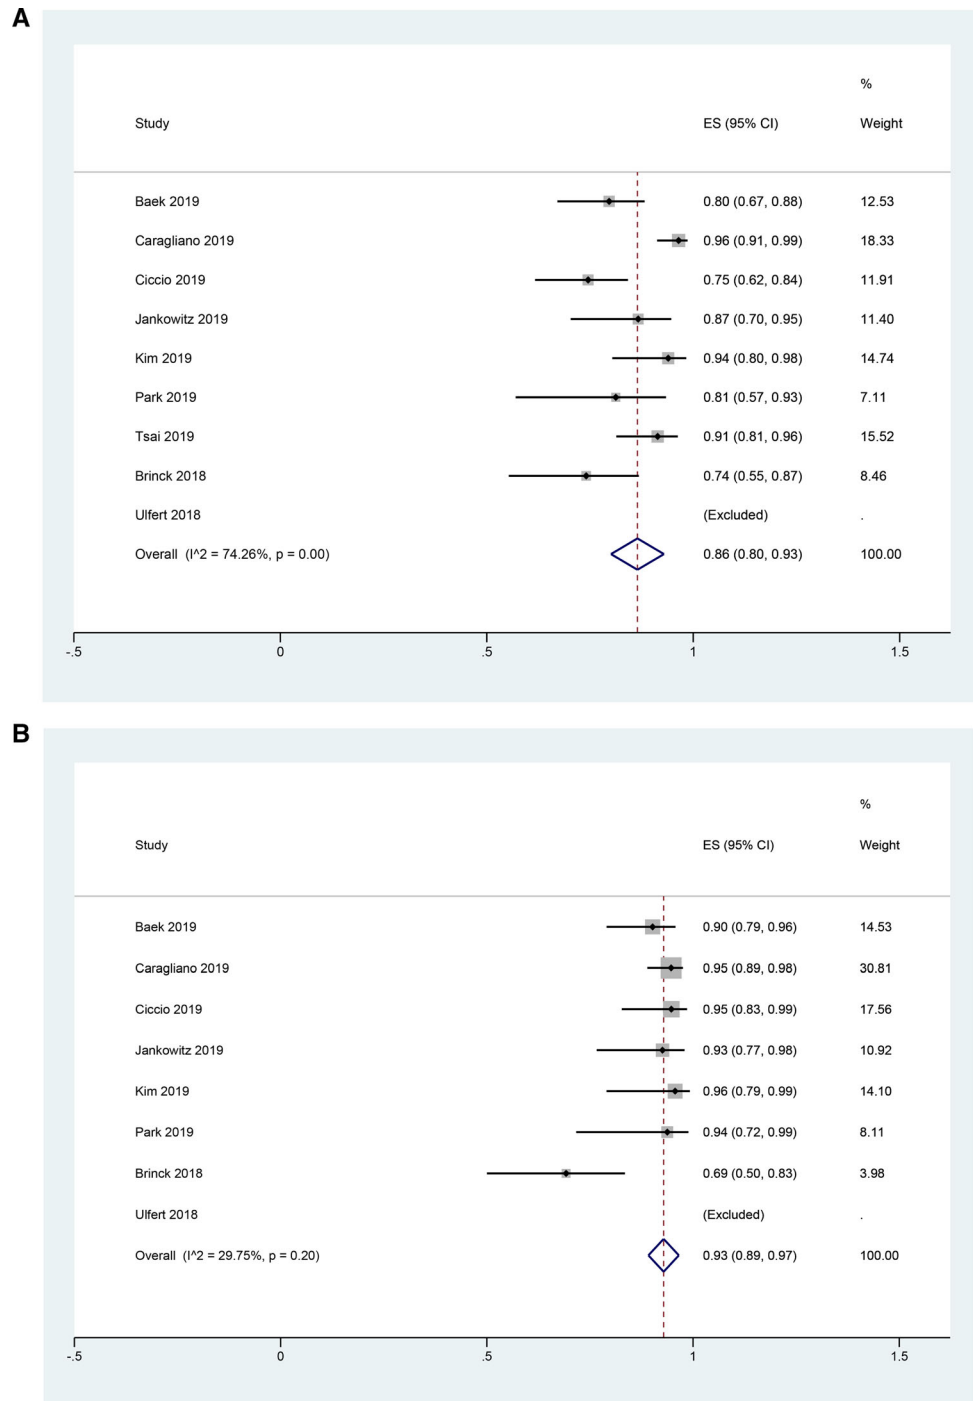 A
%
Study ES (95% CI) Weight
Baek 2019 0.80 (0.67, 0.88) 12.53
Caragliano 2019 0.96 (0.91, 0.99) 18.33
Ciccio 2019 0.75 (0.62, 0.84) 11.91
Jankowitz 2019 0.87 (0.70, 0.95) 11.40
Kim 2019 0.94 (0.80, 0.98) 14.74
Park 2019 0.81 (0.57, 0.93) 7.11
Tsai 2019 0.91 (0.81, 0.96) 15.52
Brinck 2018 0.74 (0.55, 0.87) 8.46
Ulfert 2018 (Excluded) .
Overall (I^2 = 74.26%, p = 0.00) 0.86 (0.80, 0.93) 100.00
-.5 0 .5 1 1.5
B
%
Study ES (95% CI) Weight
Baek 2019 0.90 (0.79, 0.96) 14.53
Caragliano 2019 0.95 (0.89, 0.98) 30.81
Ciccio 2019 0.95 (0.83, 0.99) 17.56
Jankowitz 2019 0.93 (0.77, 0.98) 10.92
Kim 2019 0.96 (0.79, 0.99) 14.10
Park 2019 0.94 (0.72, 0.99) 8.11
Brinck 2018 0.69 (0.50, 0.83) 3.98
Ulfert 2018 (Excluded) .
Overall (I^2 = 29.75%, p = 0.20) 0.93 (0.89, 0.97) 100.00
-.5 0 .5 1 1.5